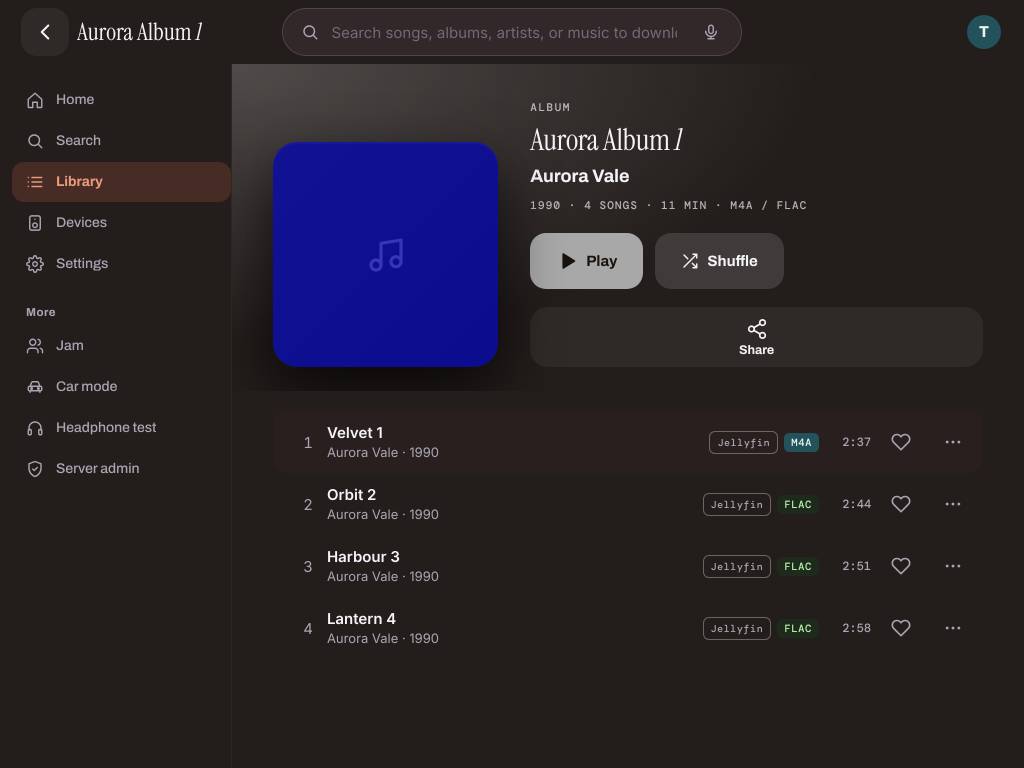 Aurora Album 1
Search songs, albums, artists, or music to downl
T
Home
Search
Library
Devices
Settings
More
Jam
Car mode
Headphone test
Server admin
ALBUM
Aurora Album 1
Aurora Vale
1990 · 4 SONGS · 11 MIN · M4A / FLAC
Play
Shuffle
Share
1 Velvet 1 Jellyfin M4A 2:37
Aurora Vale · 1990
2 Orbit 2 Jellyfin FLAC 2:44
Aurora Vale · 1990
3 Harbour 3 Jellyfin FLAC 2:51
Aurora Vale · 1990
4 Lantern 4 Jellyfin FLAC 2:58
Aurora Vale · 1990